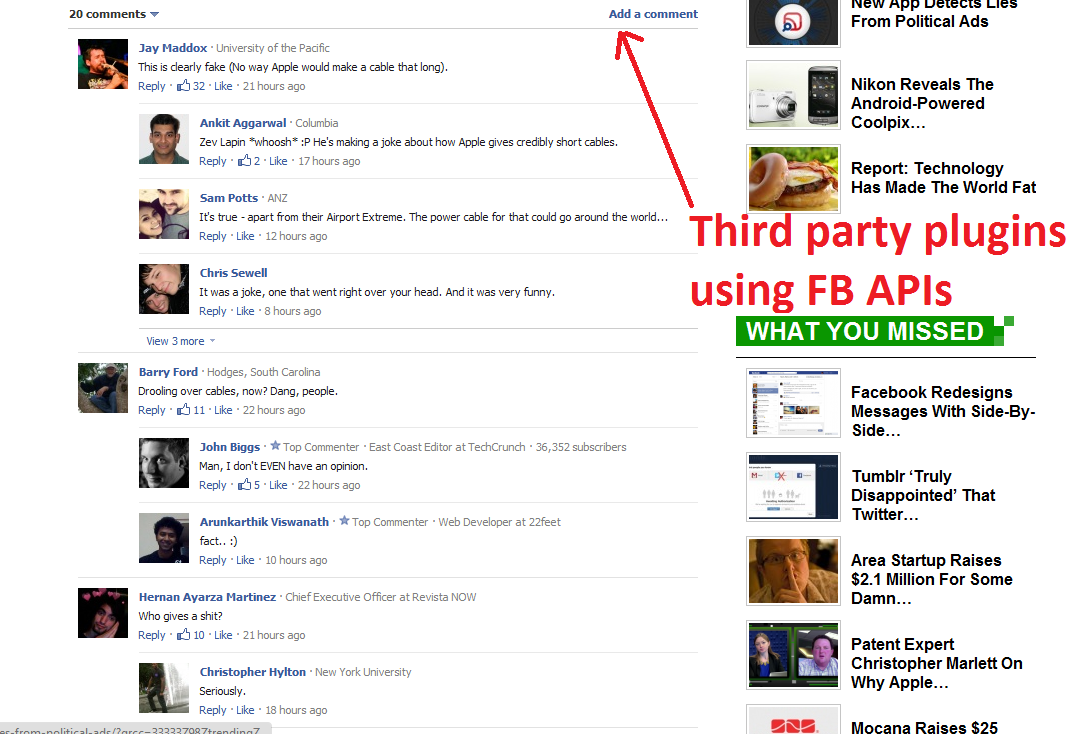 20 comments
Add a comment
Jay Maddox · University of the Pacific
This is clearly fake (No way Apple would make a cable that long).
Reply · 32 · Like · 21 hours ago
Ankit Aggarwal · Columbia
Zev Lapin *whoosh* :P He's making a joke about how Apple gives credibly short cables.
Reply · 2 · Like · 17 hours ago
Sam Potts · ANZ
It's true - apart from their Airport Extreme. The power cable for that could go around the world...
Reply · Like · 12 hours ago
Chris Sewell
It was a joke, one that went right over your head. And it was very funny.
Reply · Like · 8 hours ago
View 3 more
Barry Ford · Hodges, South Carolina
Drooling over cables, now? Dang, people.
Reply · 11 · Like · 22 hours ago
John Biggs · Top Commenter · East Coast Editor at TechCrunch · 36,352 subscribers
Man, I don't EVEN have an opinion.
Reply · 5 · Like · 22 hours ago
Arunkarthik Viswanath · Top Commenter · Web Developer at 22feet
fact.. :)
Reply · Like · 10 hours ago
Hernan Ayarza Martinez · Chief Executive Officer at Revista NOW
Who gives a shit?
Reply · 10 · Like · 21 hours ago
Christopher Hylton · New York University
Seriously.
Reply · Like · 18 hours ago
New App Detects Lies
From Political Ads
Nikon Reveals The
Android-Powered
Coolpix…
Report: Technology
Has Made The World Fat
Third party plugins
using FB APIs
WHAT YOU MISSED
Facebook Redesigns
Messages With Side-By-
Side…
Tumblr ‘Truly
Disappointed’ That
Twitter…
Area Startup Raises
$2.1 Million For Some
Damn…
Patent Expert
Christopher Marlett On
Why Apple…
Mocana Raises $25